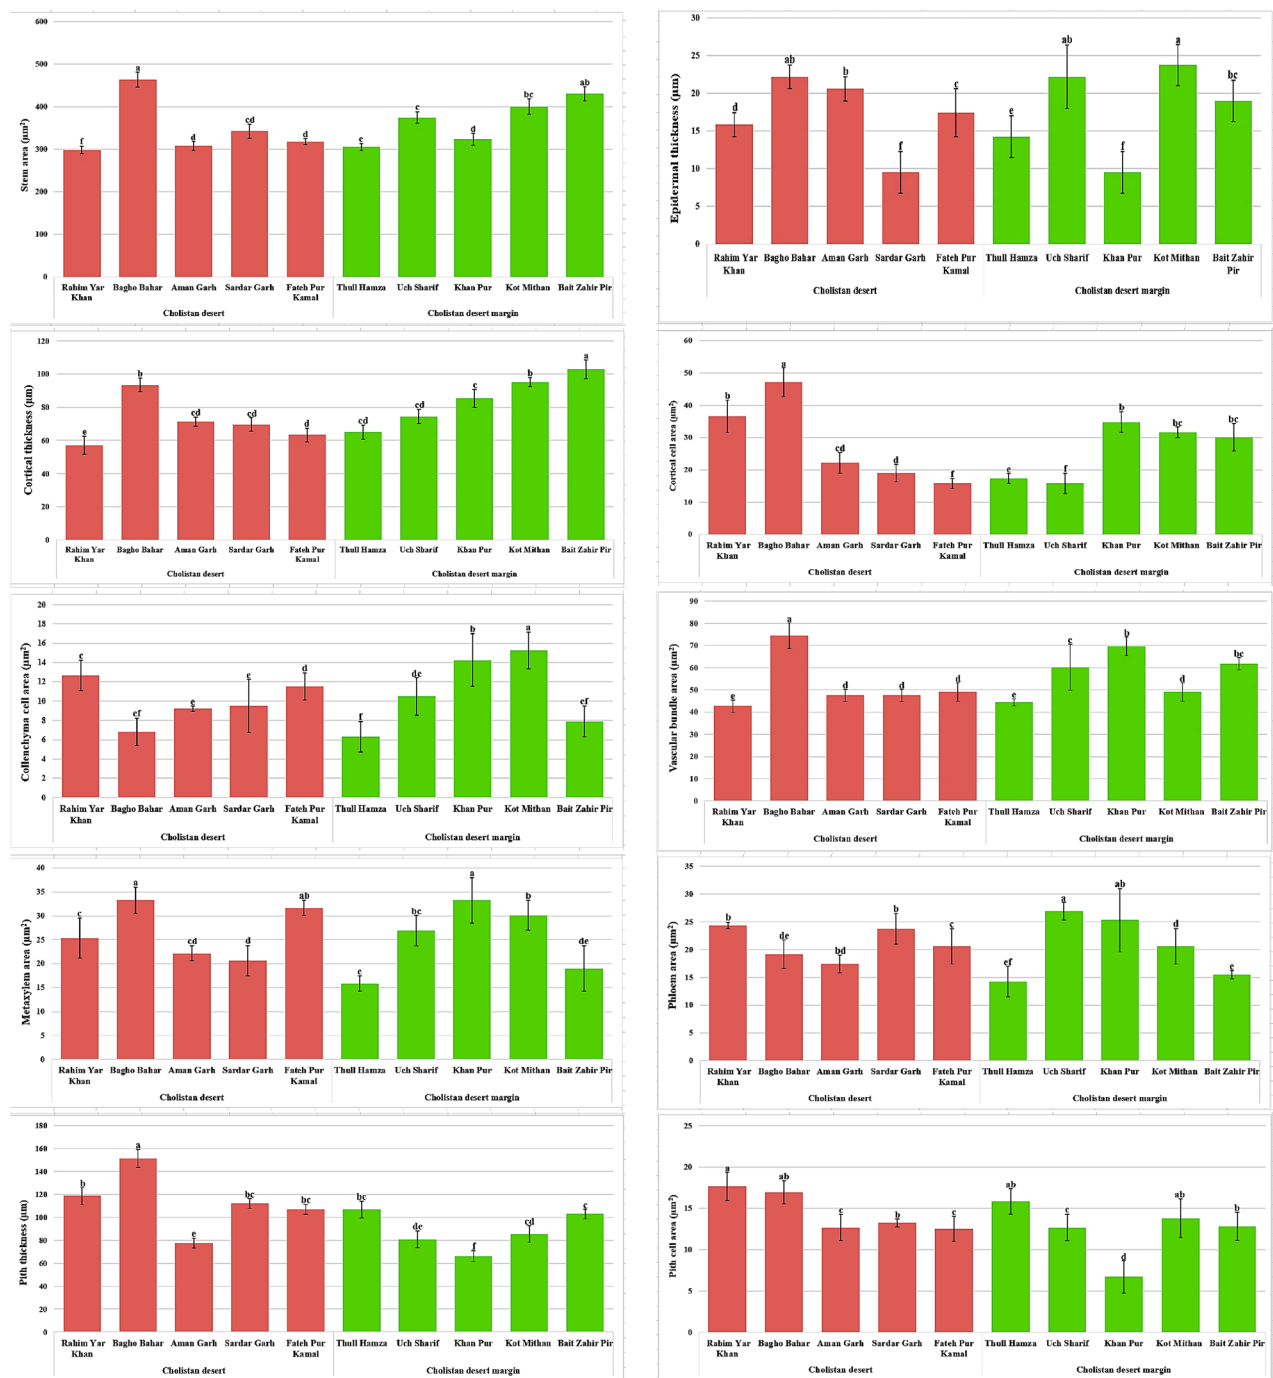 600
500
400
300
200
100
0
Stem area (µm²)
f
a
d
cd
d
e
c
d
bc
ab
Rahim Yar Khan
Bagho Bahar
Aman Garh
Sardar Garh
Fateh Pur Kamal
Thull Hamza
Uch Sharif
Khan Pur
Kot Mithan
Bait Zahir Pir
Cholistan desert
Cholistan desert margin
30
25
20
15
10
5
0
Epidermal thickness (µm)
d
ab
b
f
c
e
ab
f
a
bc
Rahim Yar Khan
Bagho Bahar
Aman Garh
Sardar Garh
Fateh Pur Kamal
Thull Hamza
Uch Sharif
Khan Pur
Kot Mithan
Bait Zahir Pir
Cholistan desert
Cholistan desert margin
120
100
80
60
40
20
0
Cortical thickness (µm)
e
b
cd
cd
d
cd
cd
c
b
a
Rahim Yar Khan
Bagho Bahar
Aman Garh
Sardar Garh
Fateh Pur Kamal
Thull Hamza
Uch Sharif
Khan Pur
Kot Mithan
Bait Zahir Pir
Cholistan desert
Cholistan desert margin
60
50
40
30
20
10
0
Cortical cell area (µm²)
b
a
cd
d
f
e
f
b
bc
bc
Rahim Yar Khan
Bagho Bahar
Aman Garh
Sardar Garh
Fateh Pur Kamal
Thull Hamza
Uch Sharif
Khan Pur
Kot Mithan
Bait Zahir Pir
Cholistan desert
Cholistan desert margin
20
18
16
14
12
10
8
6
4
2
0
Collenchyma cell area (µm²)
c
ef
e
e
d
f
de
b
a
ef
Rahim Yar Khan
Bagho Bahar
Aman Garh
Sardar Garh
Fateh Pur Kamal
Thull Hamza
Uch Sharif
Khan Pur
Kot Mithan
Bait Zahir Pir
Cholistan desert
Cholistan desert margin
90
80
70
60
50
40
30
20
10
0
Vascular bundle area (µm²)
e
a
d
d
d
e
c
b
d
bc
Rahim Yar Khan
Bagho Bahar
Aman Garh
Sardar Garh
Fateh Pur Kamal
Thull Hamza
Uch Sharif
Khan Pur
Kot Mithan
Bait Zahir Pir
Cholistan desert
Cholistan desert margin
40
35
30
25
20
15
10
5
0
Metaxylem area (µm²)
c
a
cd
d
ab
e
bc
a
b
de
Rahim Yar Khan
Bagho Bahar
Aman Garh
Sardar Garh
Fateh Pur Kamal
Thull Hamza
Uch Sharif
Khan Pur
Kot Mithan
Bait Zahir Pir
Cholistan desert
Cholistan desert margin
35
30
25
20
15
10
5
0
Phloem area (µm²)
b
de
bd
b
c
ef
a
ab
d
e
Rahim Yar Khan
Bagho Bahar
Aman Garh
Sardar Garh
Fateh Pur Kamal
Thull Hamza
Uch Sharif
Khan Pur
Kot Mithan
Bait Zahir Pir
Cholistan desert
Cholistan desert margin
180
160
140
120
100
80
60
40
20
0
Pith thickness (µm)
b
a
e
bc
bc
bc
de
f
cd
c
Rahim Yar Khan
Bagho Bahar
Aman Garh
Sardar Garh
Fateh Pur Kamal
Thull Hamza
Uch Sharif
Khan Pur
Kot Mithan
Bait Zahir Pir
Cholistan desert
Cholistan desert margin
25
20
15
10
5
0
Pith cell area (µm²)
a
ab
c
b
c
ab
c
d
ab
b
Rahim Yar Khan
Bagho Bahar
Aman Garh
Sardar Garh
Fateh Pur Kamal
Thull Hamza
Uch Sharif
Khan Pur
Kot Mithan
Bait Zahir Pir
Cholistan desert
Cholistan desert margin